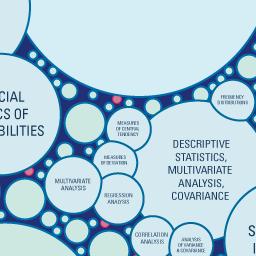 CIAL
CS OF
BABILITIES
MEASURES
OF CENTRAL
TENDENCY
FREQUENCY
DISTRIBUTIONS
DESCRIPTIVE
STATISTICS,
MULTIVARIATE
ANALYSIS,
COVARIANCE
MEASURES
OF DEVIATION
MULTIVARIATE
ANALYSIS
REGRESSION
ANALYSIS
CORRELATION
ANALYSIS
ANALYSIS
OF VARIANCE
& COVARIANCE
S